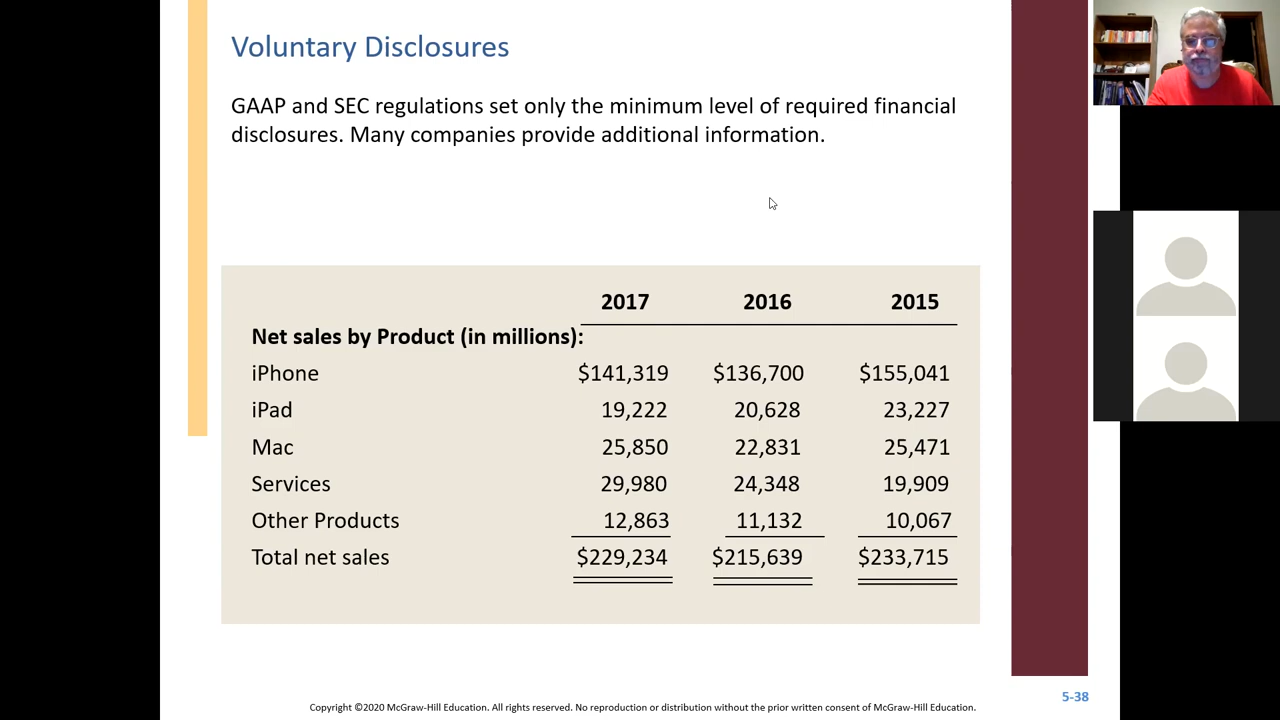 Voluntary Disclosures
GAAP and SEC regulations set only the minimum level of required financial
disclosures. Many companies provide additional information.
2017 2016 2015
Net sales by Product (in millions):
iPhone $141,319 $136,700 $155,041
iPad 19,222 20,628 23,227
Mac 25,850 22,831 25,471
Services 29,980 24,348 19,909
Other Products 12,863 11,132 10,067
Total net sales $229,234 $215,639 $233,715
5-38
Copyright ©2020 McGraw-Hill Education. All rights reserved. No reproduction or distribution without the prior written consent of McGraw-Hill Education.